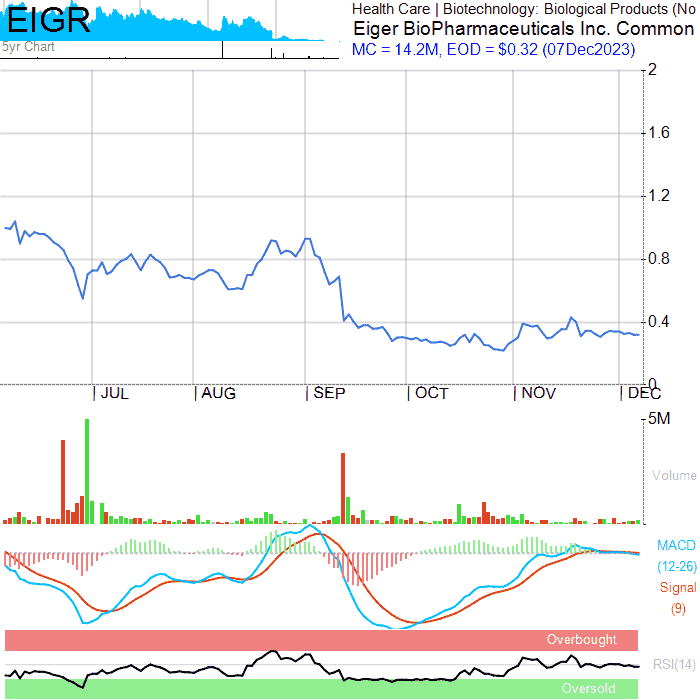 EIGR
5yr Chart
Health Care | Biotechnology: Biological Products (No
Eiger BioPharmaceuticals Inc. Common
MC = 14.2M, EOD = $0.32 (07Dec2023)
2
1.6
1.2
0.8
0.4
0
JUL AUG SEP OCT NOV DEC
5M
Volume
MACD
(12-26)
Signal
(9)
Overbought
RSI(14)
Oversold